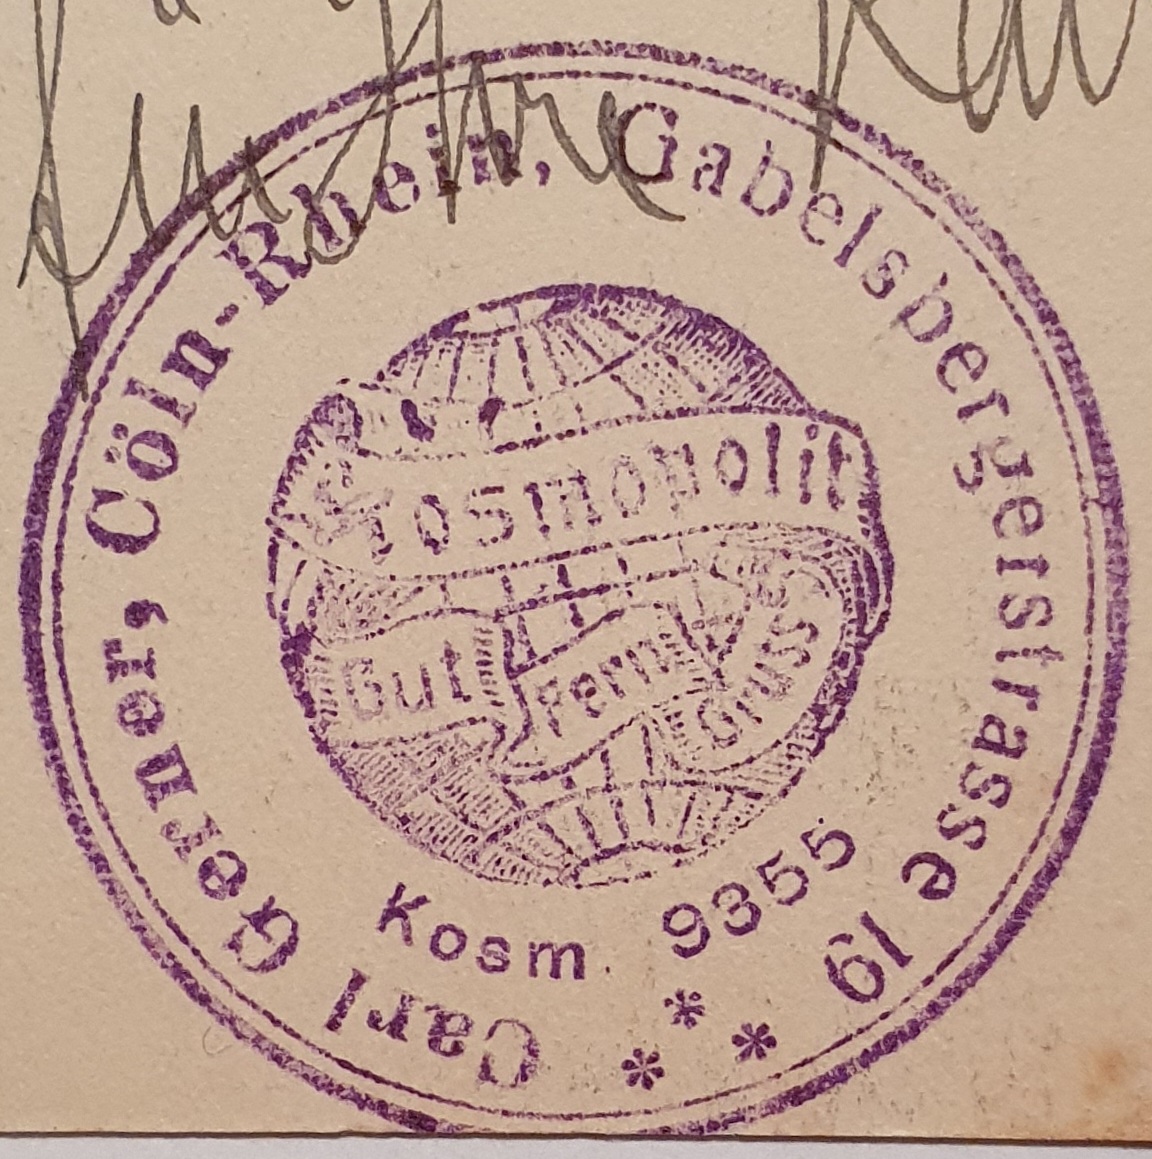 Carl Gerner, Cöln-Rhein, Gabelsbergerstrasse 19
Kosmopolit
Gut Fern Gruss
Kosm. 9355